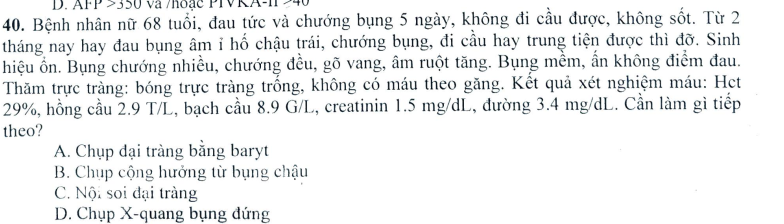 D. AFP >350 và /hoặc PIVKA-II >40
40. Bệnh nhân nữ 68 tuổi, đau tức và chướng bụng 5 ngày, không đi cầu được, không sốt. Từ 2
tháng nay hay đau bụng âm ỉ hố chậu trái, chướng bụng, đi cầu hay trung tiện được thì đỡ. Sinh
hiệu ổn. Bụng chướng nhiều, chướng đều, gõ vang, âm ruột tăng. Bụng mềm, ấn không điểm đau.
Thăm trực tràng: bóng trực tràng trống, không có máu theo găng. Kết quả xét nghiệm máu: Hct
29%, hồng cầu 2.9 T/L, bạch cầu 8.9 G/L, creatinin 1.5 mg/dL, đường 3.4 mg/dL. Cần làm gì tiếp
theo?
A. Chụp đại tràng bằng baryt
B. Chụp cộng hưởng từ bụng chậu
C. Nội soi đại tràng
D. Chụp X-quang bụng đứng